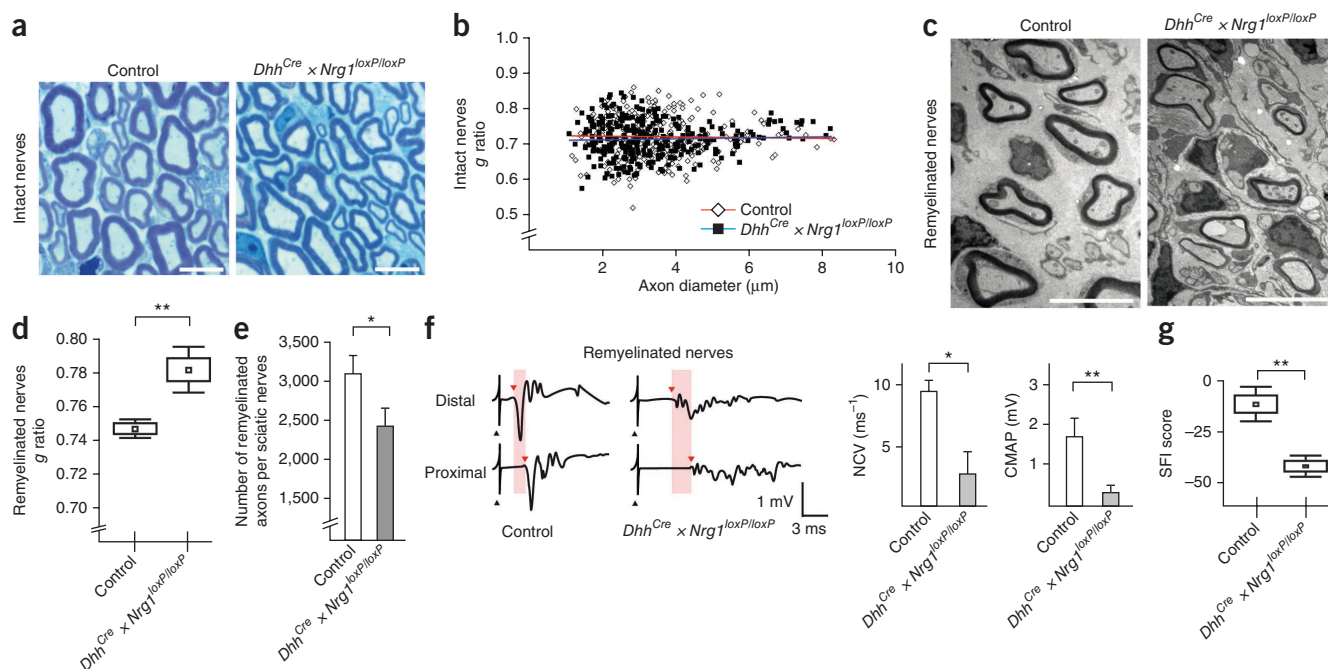 a
Control
Dhh^Cre × Nrg1^loxP/loxP
Intact nerves
b
Intact nerves
g ratio
1.0
0.9
0.8
0.7
0.6
0.5
2
4
6
8
10
Axon diameter (μm)
Control
Dhh^Cre × Nrg1^loxP/loxP
c
Control
Dhh^Cre × Nrg1^loxP/loxP
Remyelinated nerves
d
Remyelinated nerves
g ratio
0.80
0.78
0.76
0.74
0.72
0.70
**
Control
Dhh^Cre × Nrg1^loxP/loxP
e
Number of remyelinated
axons per sciatic nerves
3,500
3,000
2,500
2,000
1,500
*
Control
Dhh^Cre × Nrg1^loxP/loxP
f
Remyelinated nerves
Distal
Proximal
Control
Dhh^Cre × Nrg1^loxP/loxP
1 mV
3 ms
NCV (ms⁻¹)
10
5
*
Control
Dhh^Cre × Nrg1^loxP/loxP
CMAP (mV)
3
2
1
**
Control
Dhh^Cre × Nrg1^loxP/loxP
g
SFI score
0
−25
−50
**
Control
Dhh^Cre × Nrg1^loxP/loxP